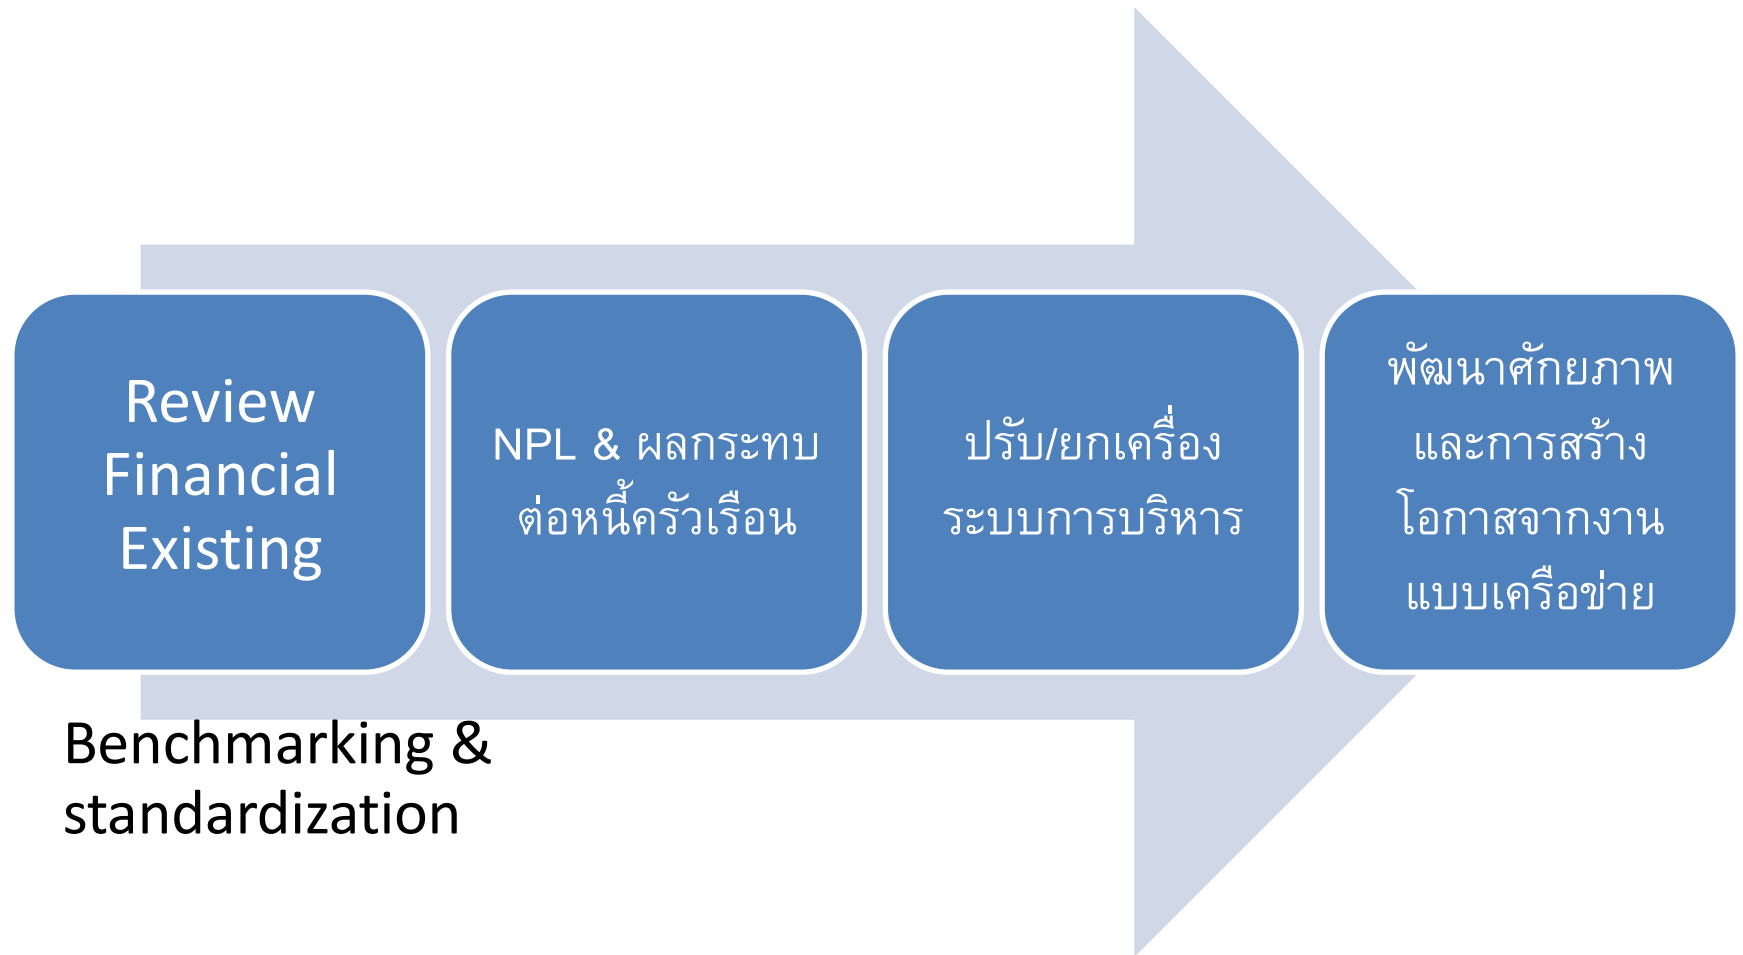 Review
Financial
Existing
NPL & ผลกระทบ
ต่อหนี้ครัวเรือน
ปรับ/ยกเครื่อง
ระบบการบริหาร
พัฒนาศักยภาพ
และการสร้าง
โอกาสจากงาน
แบบเครือข่าย
Benchmarking &
standardization